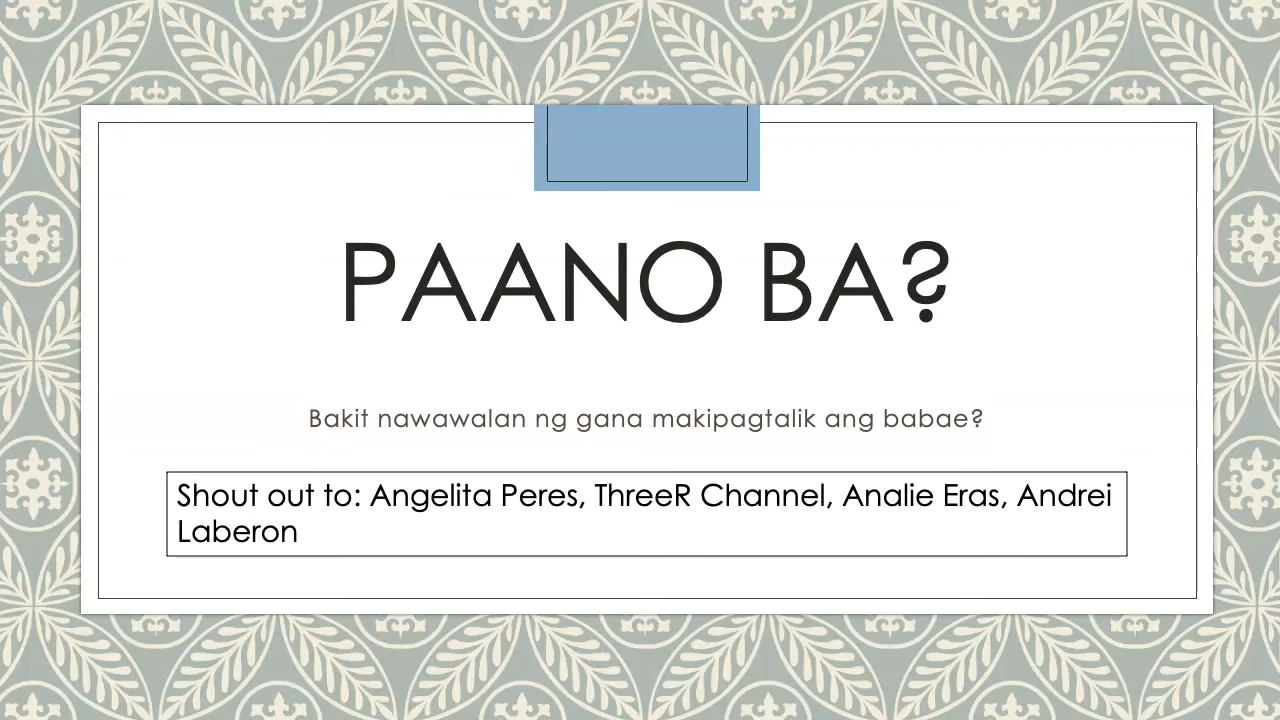 PAANO BA?
Bakit nawawalan ng gana makipagtalik ang babae?
Shout out to: Angelita Peres, ThreeR Channel, Analie Eras, Andrei
Laberon